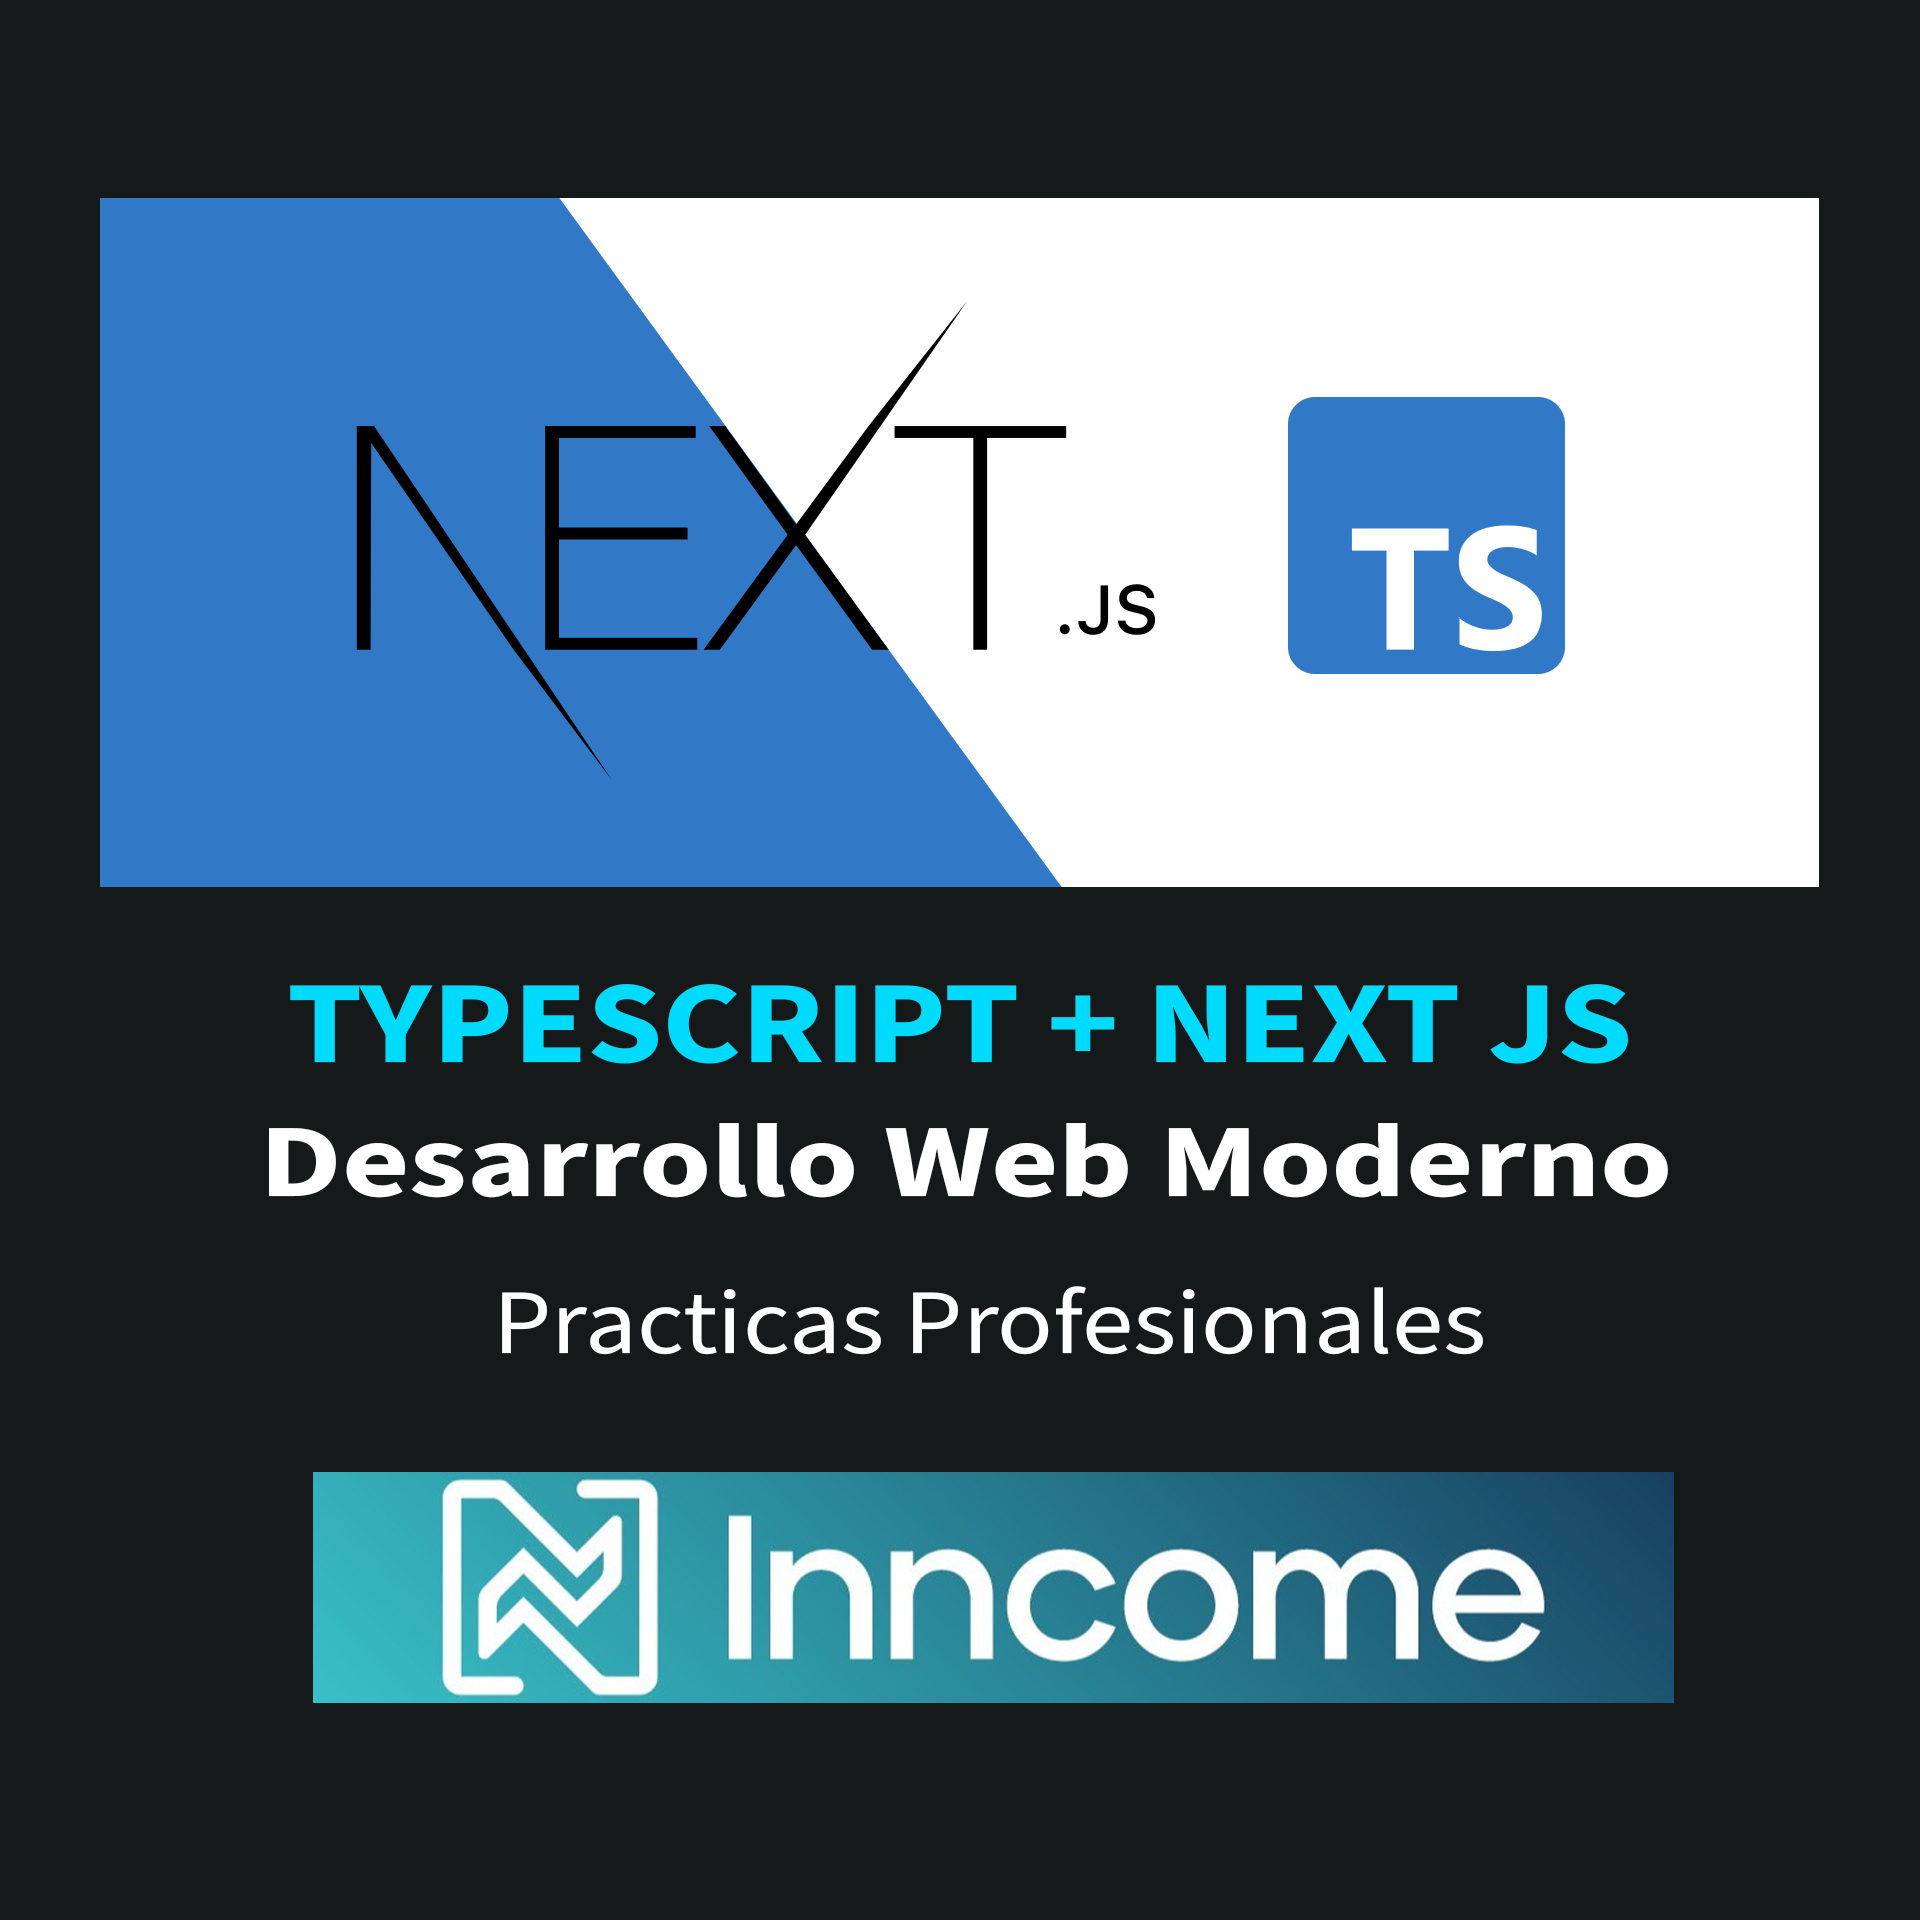 NEXT.JS
TS
TYPESCRIPT + NEXT JS
Desarrollo Web Moderno
Practicas Profesionales
Inncome